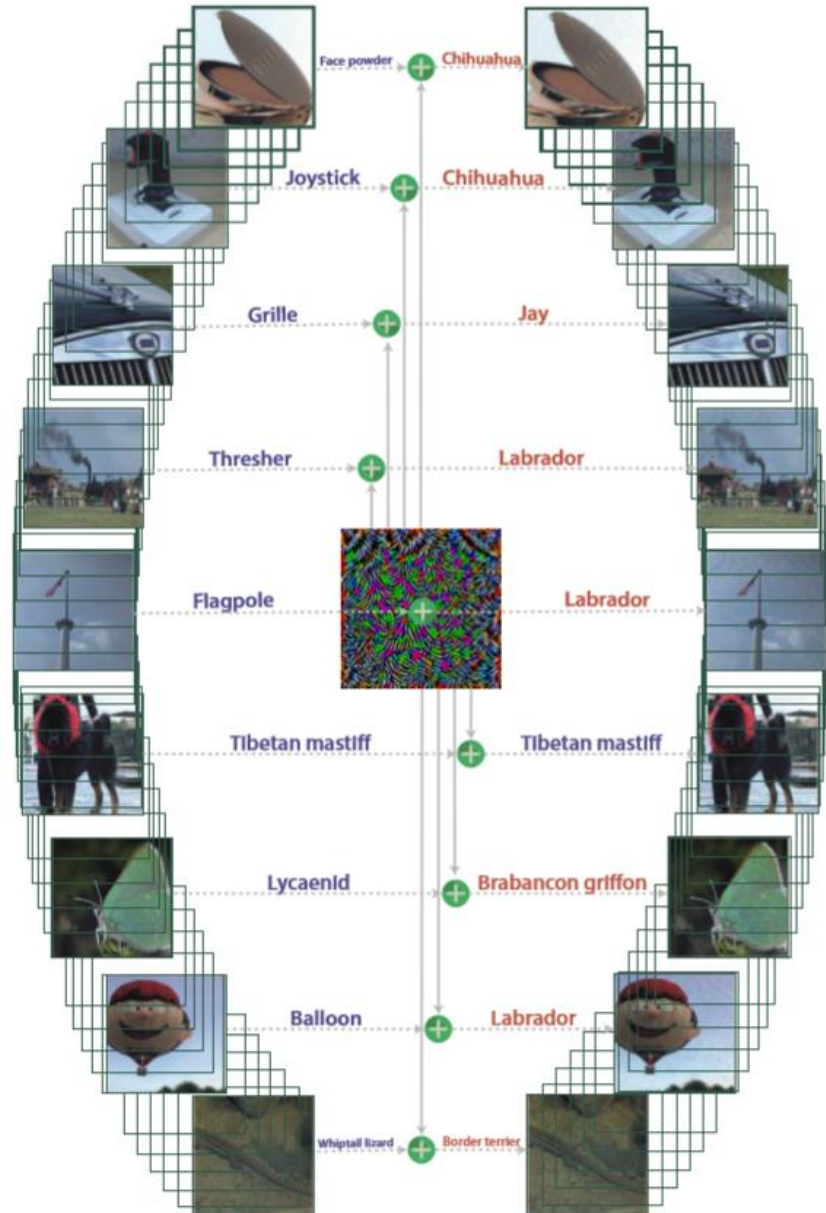 Face powder Chihuahua
Joystick Chihuahua
Grille Jay
Thresher Labrador
Flagpole Labrador
Tibetan mastiff Tibetan mastiff
Lycaenid Brabancon griffon
Balloon Labrador
Whiptail lizard Border terrier